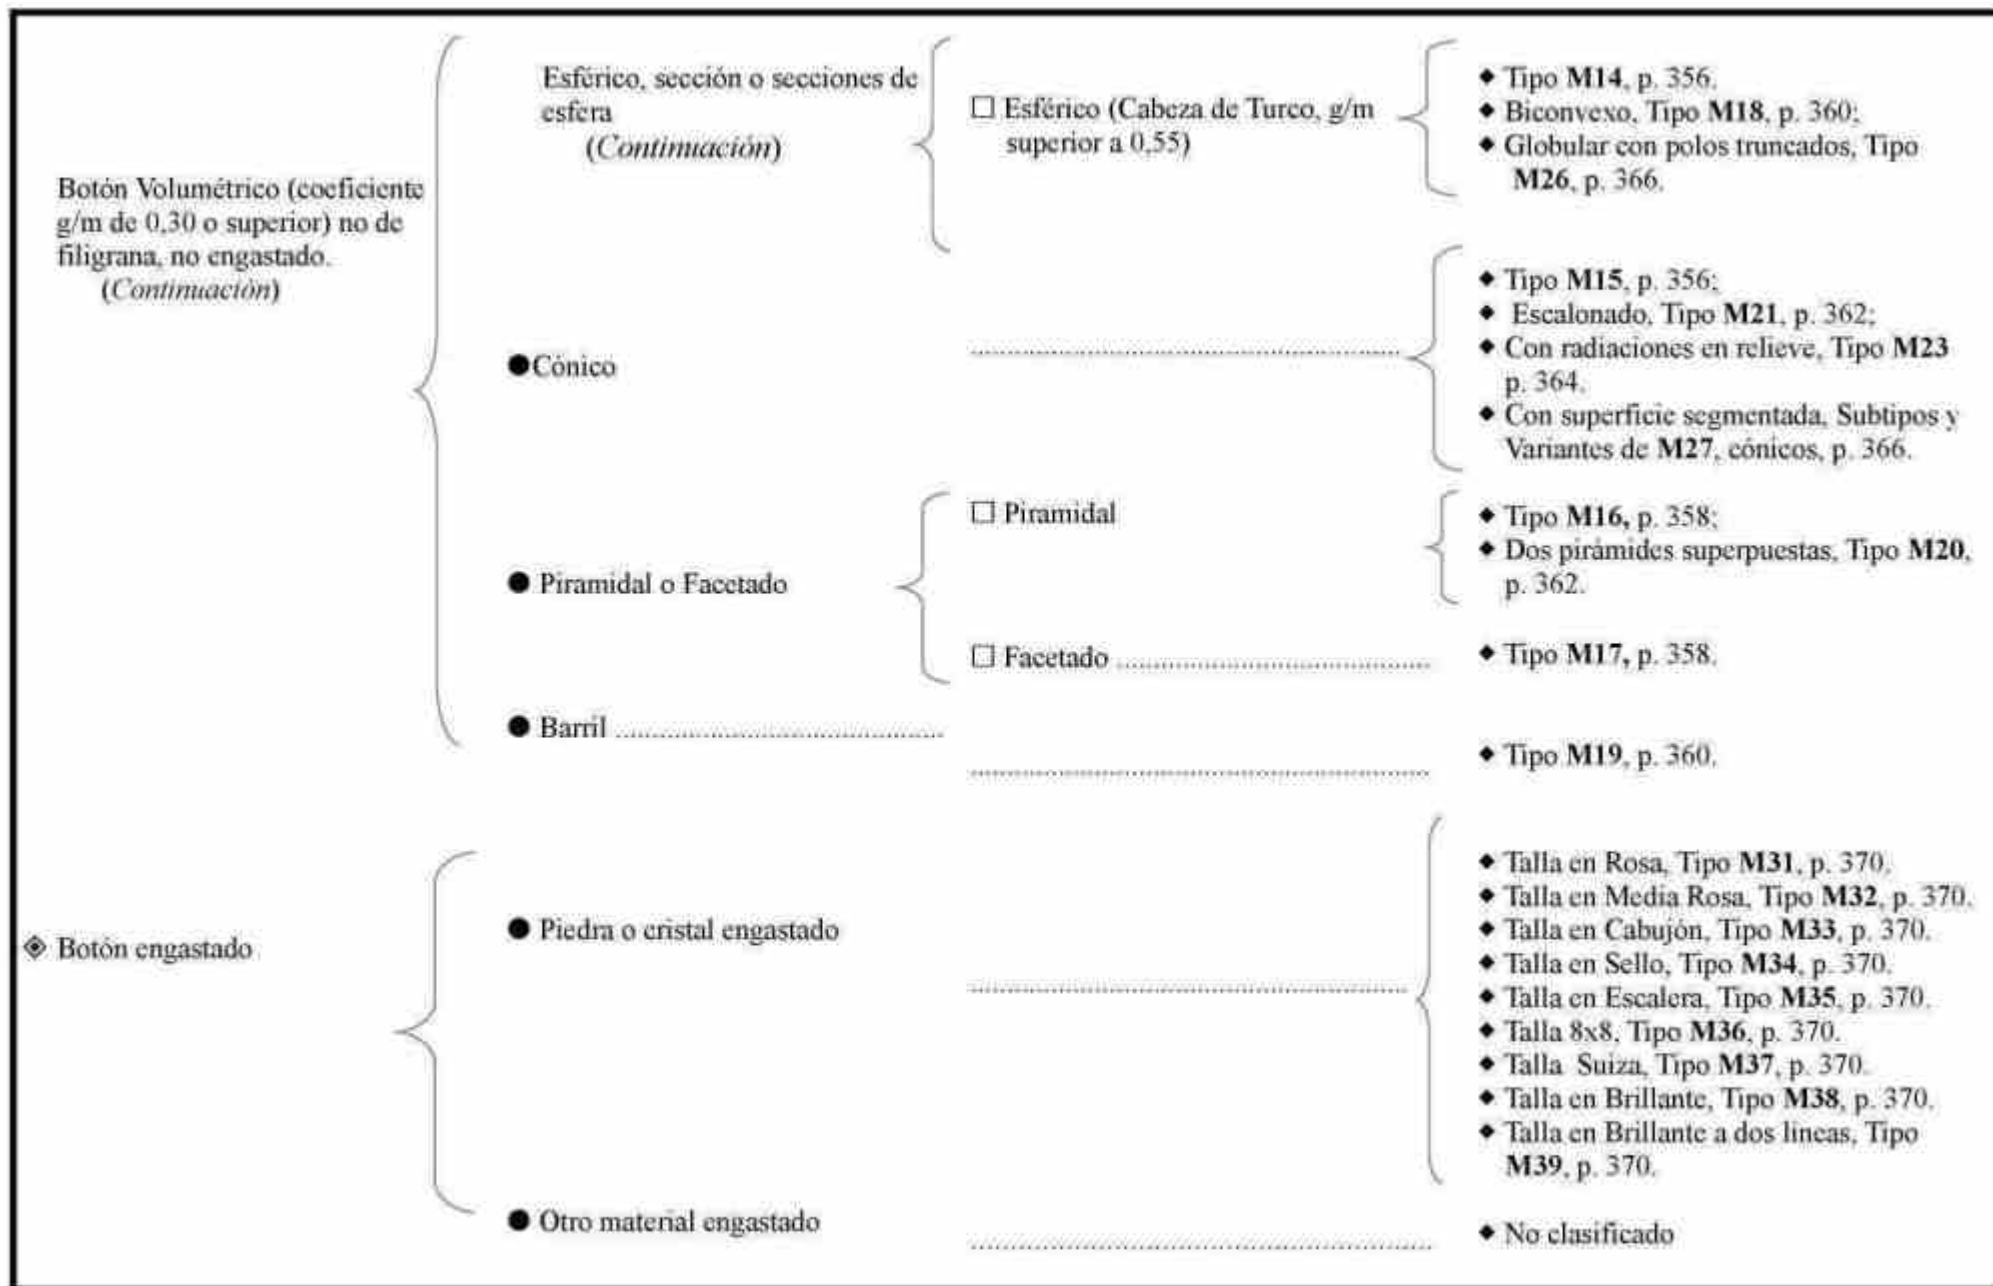 Botón Volumétrico (coeficiente
g/m de 0,30 o superior) no de
filigrana, no engastado.
(Continuación)
Esférico, sección o secciones de
esfera
(Continuación)
□ Esférico (Cabeza de Turco, g/m
superior a 0,55)
◆ Tipo M14, p. 356.
◆ Biconvexo, Tipo M18, p. 360;
◆ Globular con polos truncados, Tipo
M26, p. 366.
● Cónico
◆ Tipo M15, p. 356;
◆ Escalonado, Tipo M21, p. 362;
◆ Con radiaciones en relieve, Tipo M23
p. 364.
◆ Con superficie segmentada, Subtipos y
Variantes de M27, cónicos, p. 366.
● Piramidal o Facetado
□ Piramidal
◆ Tipo M16, p. 358;
◆ Dos pirámides superpuestas, Tipo M20,
p. 362.
□ Facetado
◆ Tipo M17, p. 358.
● Barril
◆ Tipo M19, p. 360.
◈ Botón engastado
● Piedra o cristal engastado
◆ Talla en Rosa, Tipo M31, p. 370.
◆ Talla en Media Rosa, Tipo M32, p. 370.
◆ Talla en Cabujón, Tipo M33, p. 370.
◆ Talla en Sello, Tipo M34, p. 370.
◆ Talla en Escalera, Tipo M35, p. 370.
◆ Talla 8x8, Tipo M36, p. 370.
◆ Talla Suiza, Tipo M37, p. 370.
◆ Talla en Brillante, Tipo M38, p. 370.
◆ Talla en Brillante a dos líneas, Tipo
M39, p. 370.
● Otro material engastado
◆ No clasificado